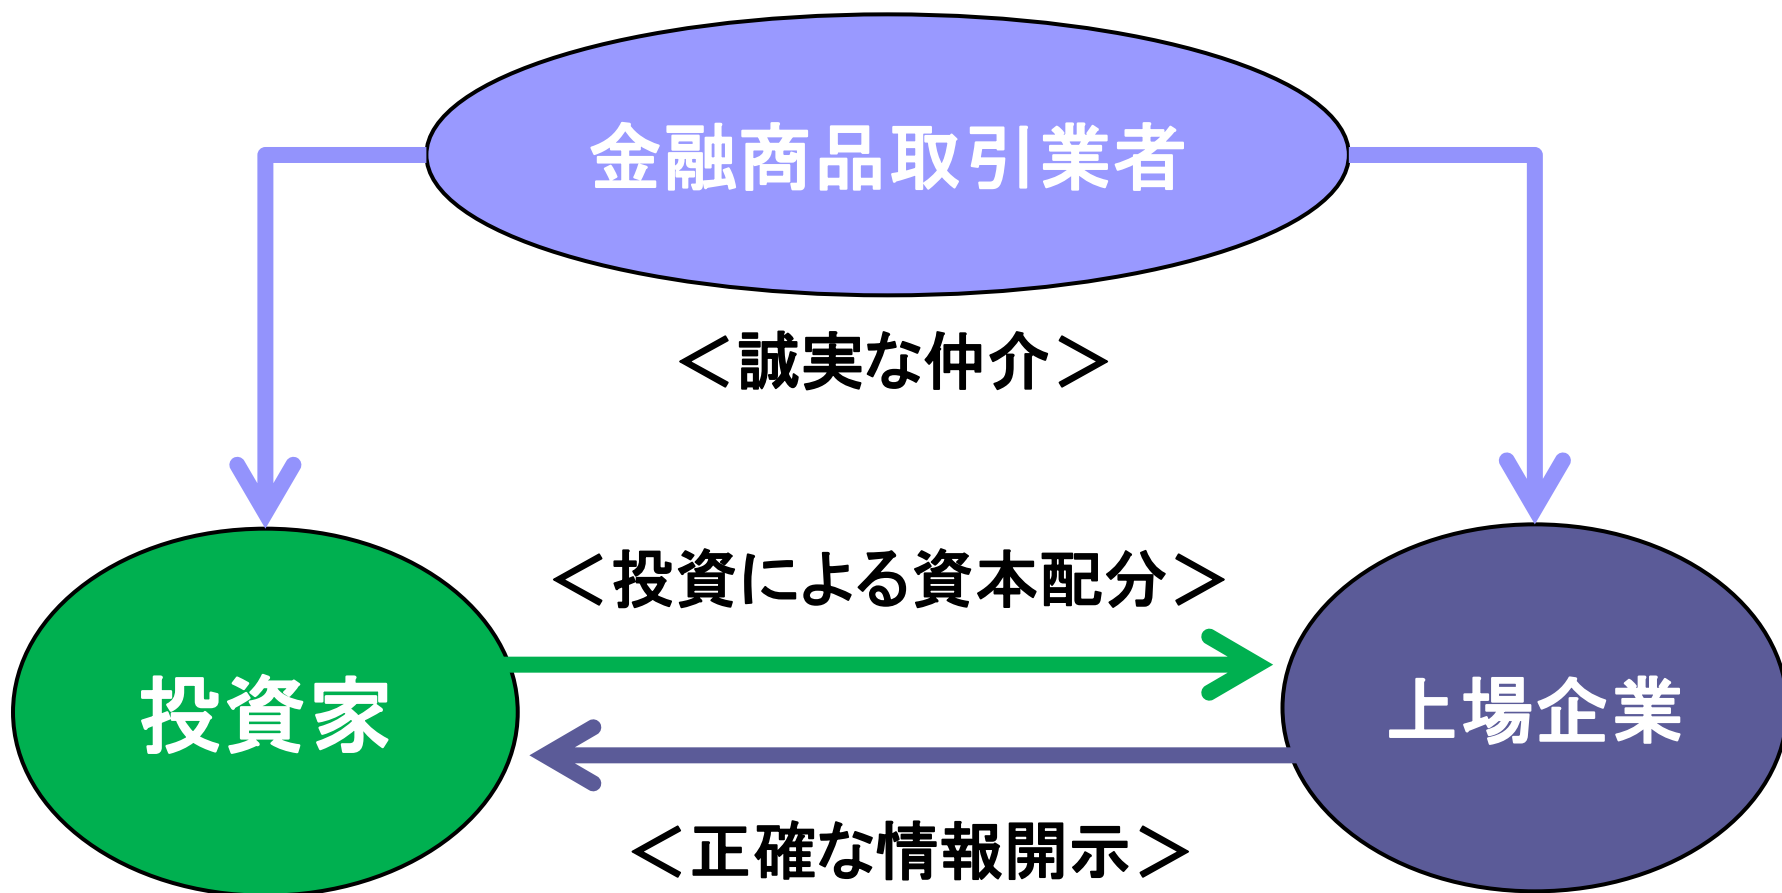 金融商品取引業者
＜誠実な仲介＞
＜投資による資本配分＞
投資家
上場企業
＜正確な情報開示＞